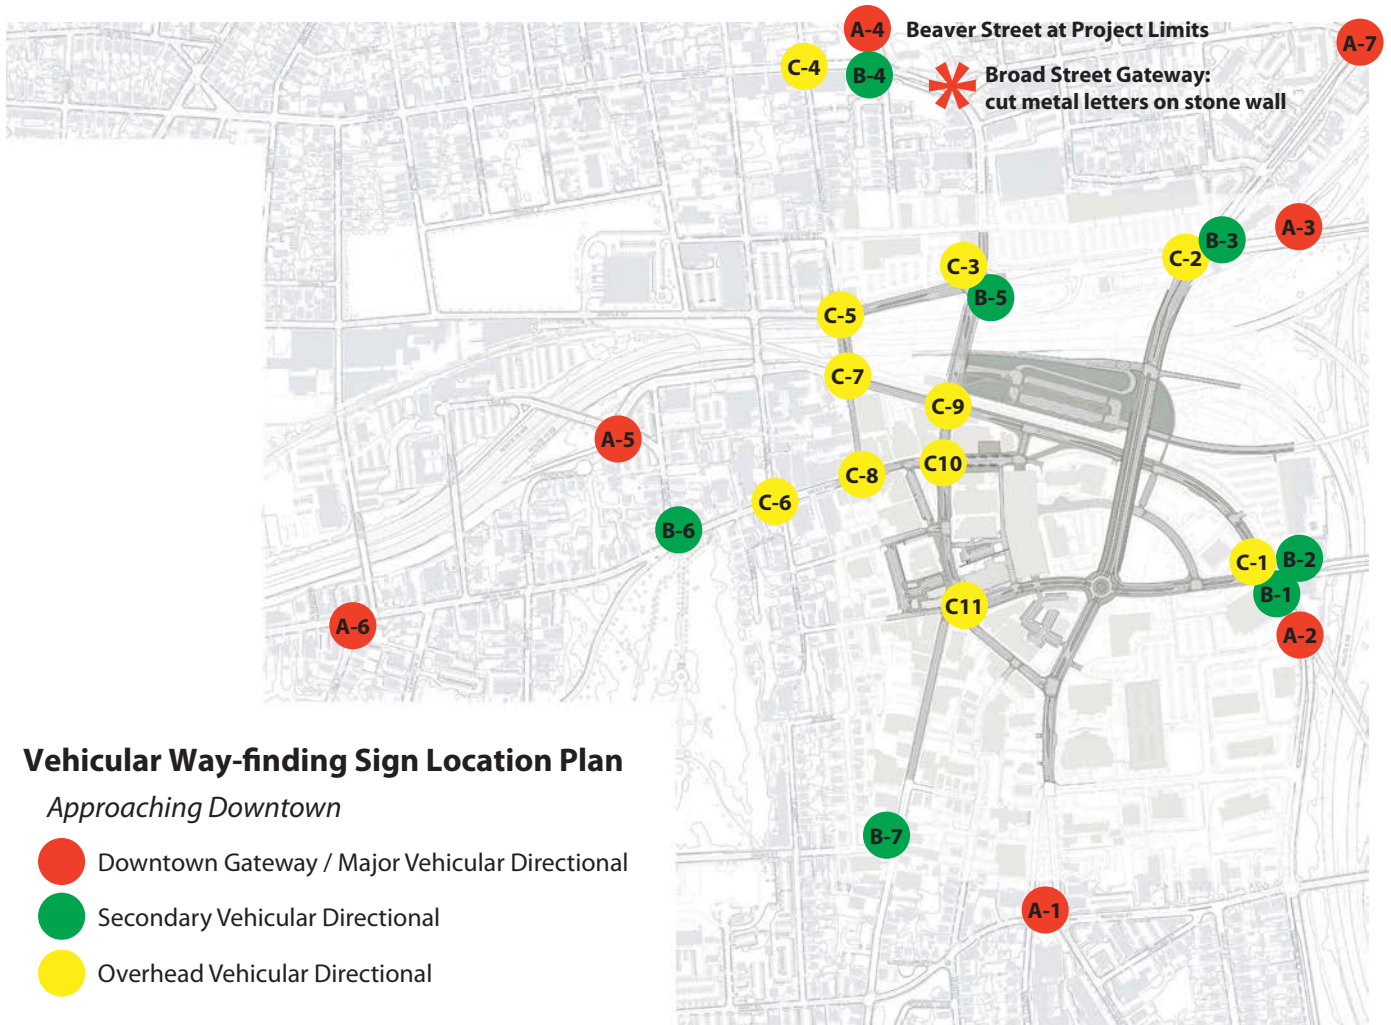 A-4
Beaver Street at Project Limits
A-7
C-4
B-4
Broad Street Gateway:
cut metal letters on stone wall
A-3
B-3
C-2
C-3
B-5
C-5
C-7
C-9
A-5
C10
C-8
C-6
B-6
C-1
B-2
B-1
C11
A-6
A-2
Vehicular Way-finding Sign Location Plan
Approaching Downtown
B-7
Downtown Gateway / Major Vehicular Directional
A-1
Secondary Vehicular Directional
Overhead Vehicular Directional